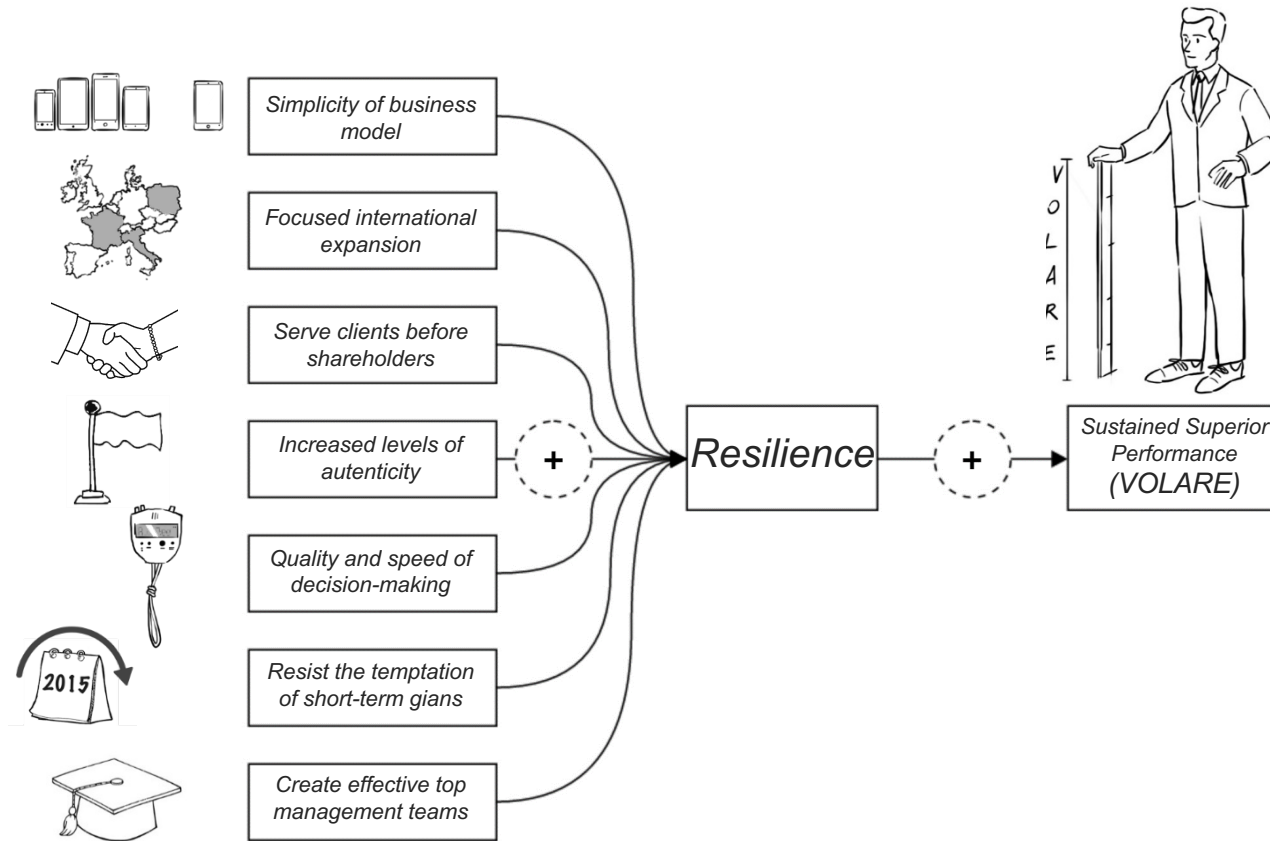 Simplicity of business
model
Focused international
expansion
Serve clients before
shareholders
Increased levels of
autenticity
+
Quality and speed of
decision-making
2015
Resist the temptation
of short-term gians
Create effective top
management teams
Resilience
+
V
O
L
A
R
E
Sustained Superior
Performance
(VOLARE)